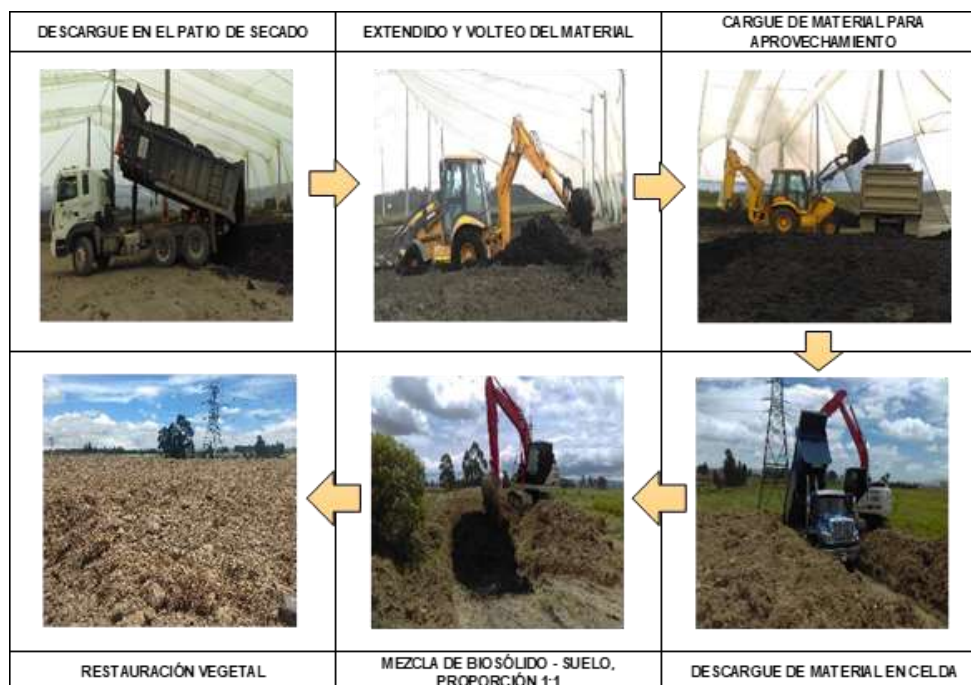 DESCARGUE EN EL PATIO DE SECADO
EXTENDIDO Y VOLTEO DEL MATERIAL
CARGUE DE MATERIAL PARA
APROVECHAMIENTO
RESTAURACIÓN VEGETAL
MEZCLA DE BIOSÓLIDO - SUELO,
PROPORCIÓN 1:1
DESCARGUE DE MATERIAL EN CELDA